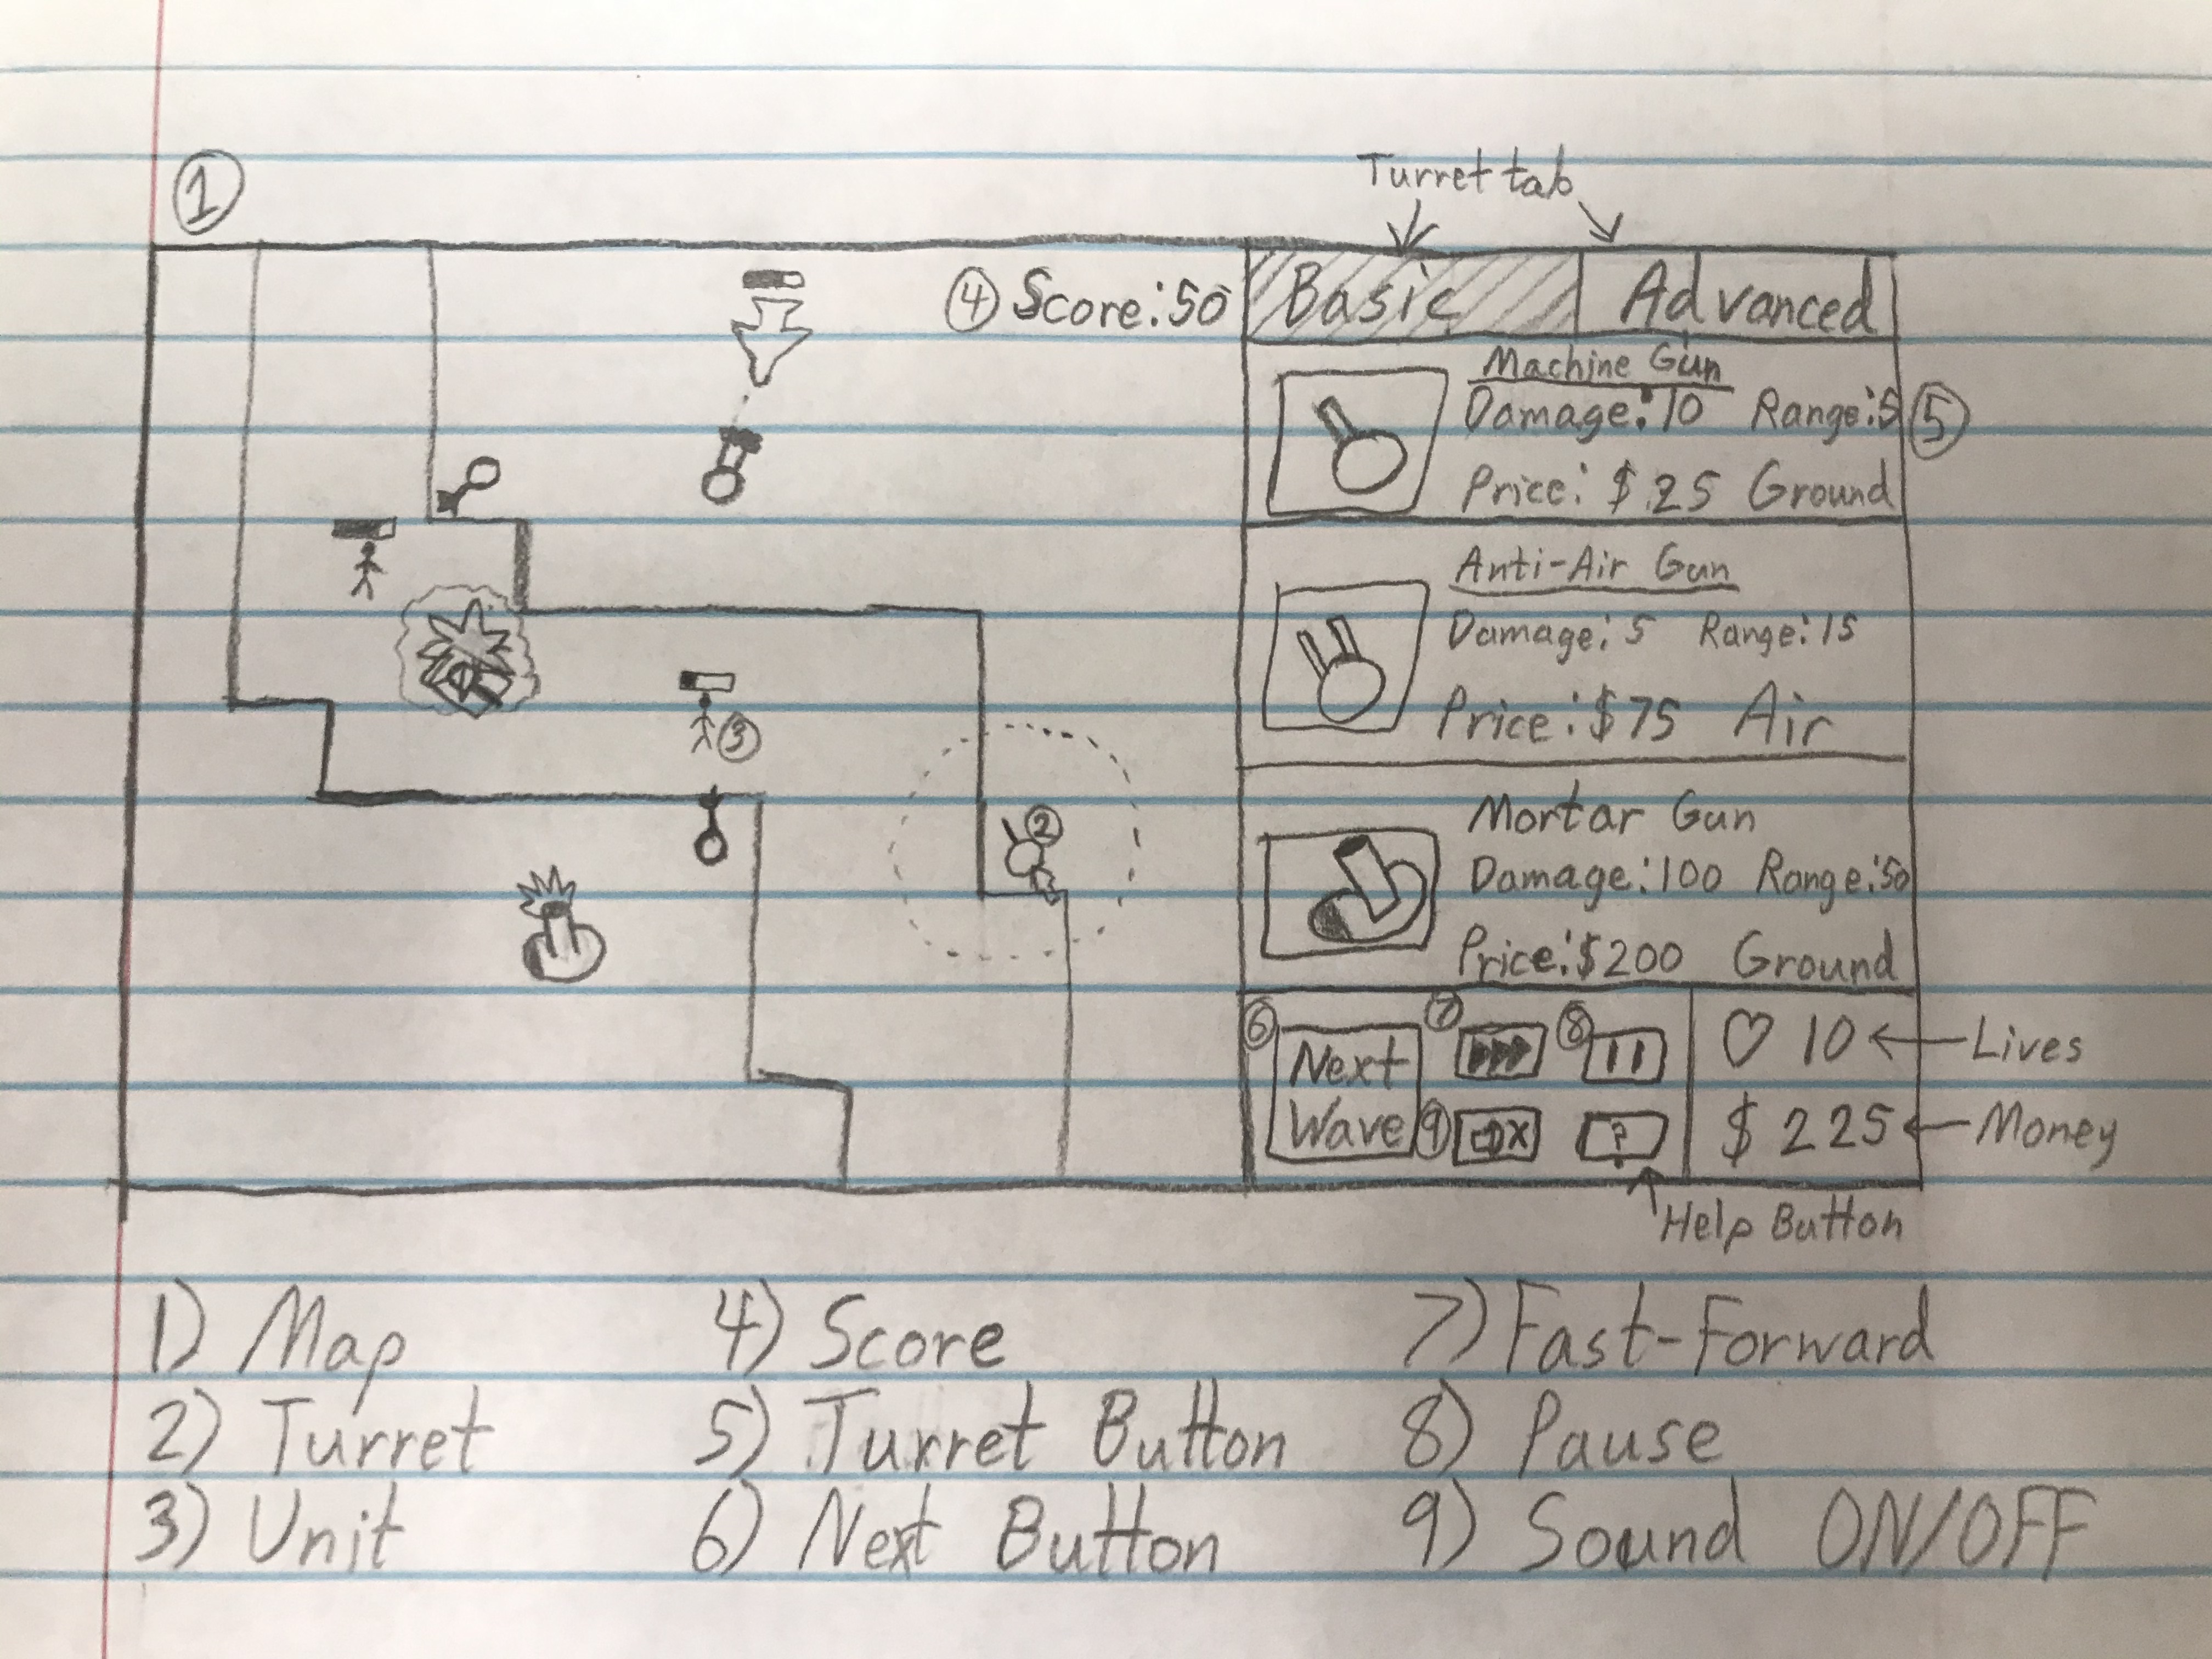 Turret tab
1
4 Score:50
Basic
Advanced
Machine Gun
Damage:10 Range:5
5
Price: $25 Ground
Anti-Air Gun
Damage:5 Range:15
Price:$75 Air
3
2
Mortar Gun
Damage:100 Range:50
Price:$200 Ground
6
Next
Wave
7
8
9
?
♡ 10 ← Lives
$ 225 ← Money
Help Button
1) Map
2) Turret
3) Unit
4) Score
5) Turret Button
6) Next Button
7) Fast-Forward
8) Pause
9) Sound ON/OFF